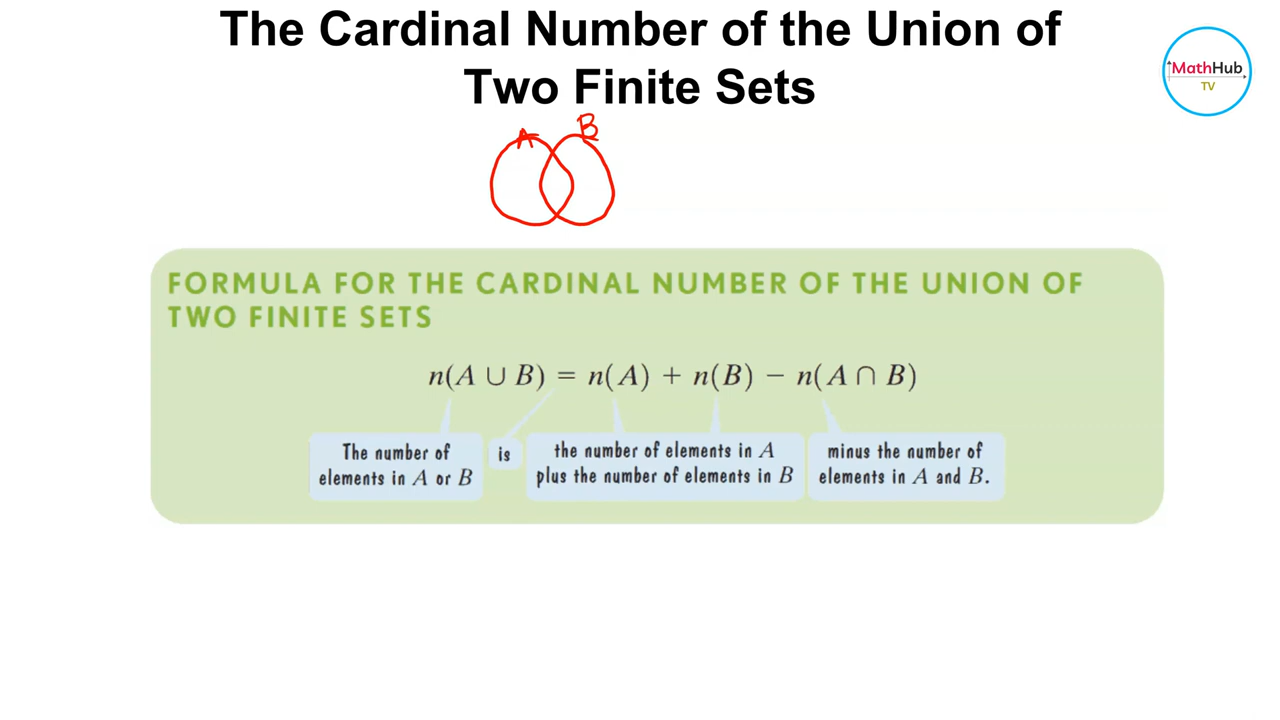 The Cardinal Number of the Union of
Two Finite Sets
MathHub
TV
A
B
FORMULA FOR THE CARDINAL NUMBER OF THE UNION OF
TWO FINITE SETS
n(A ∪ B) = n(A) + n(B) − n(A ∩ B)
The number of
elements in A or B
is
the number of elements in A
plus the number of elements in B
minus the number of
elements in A and B.